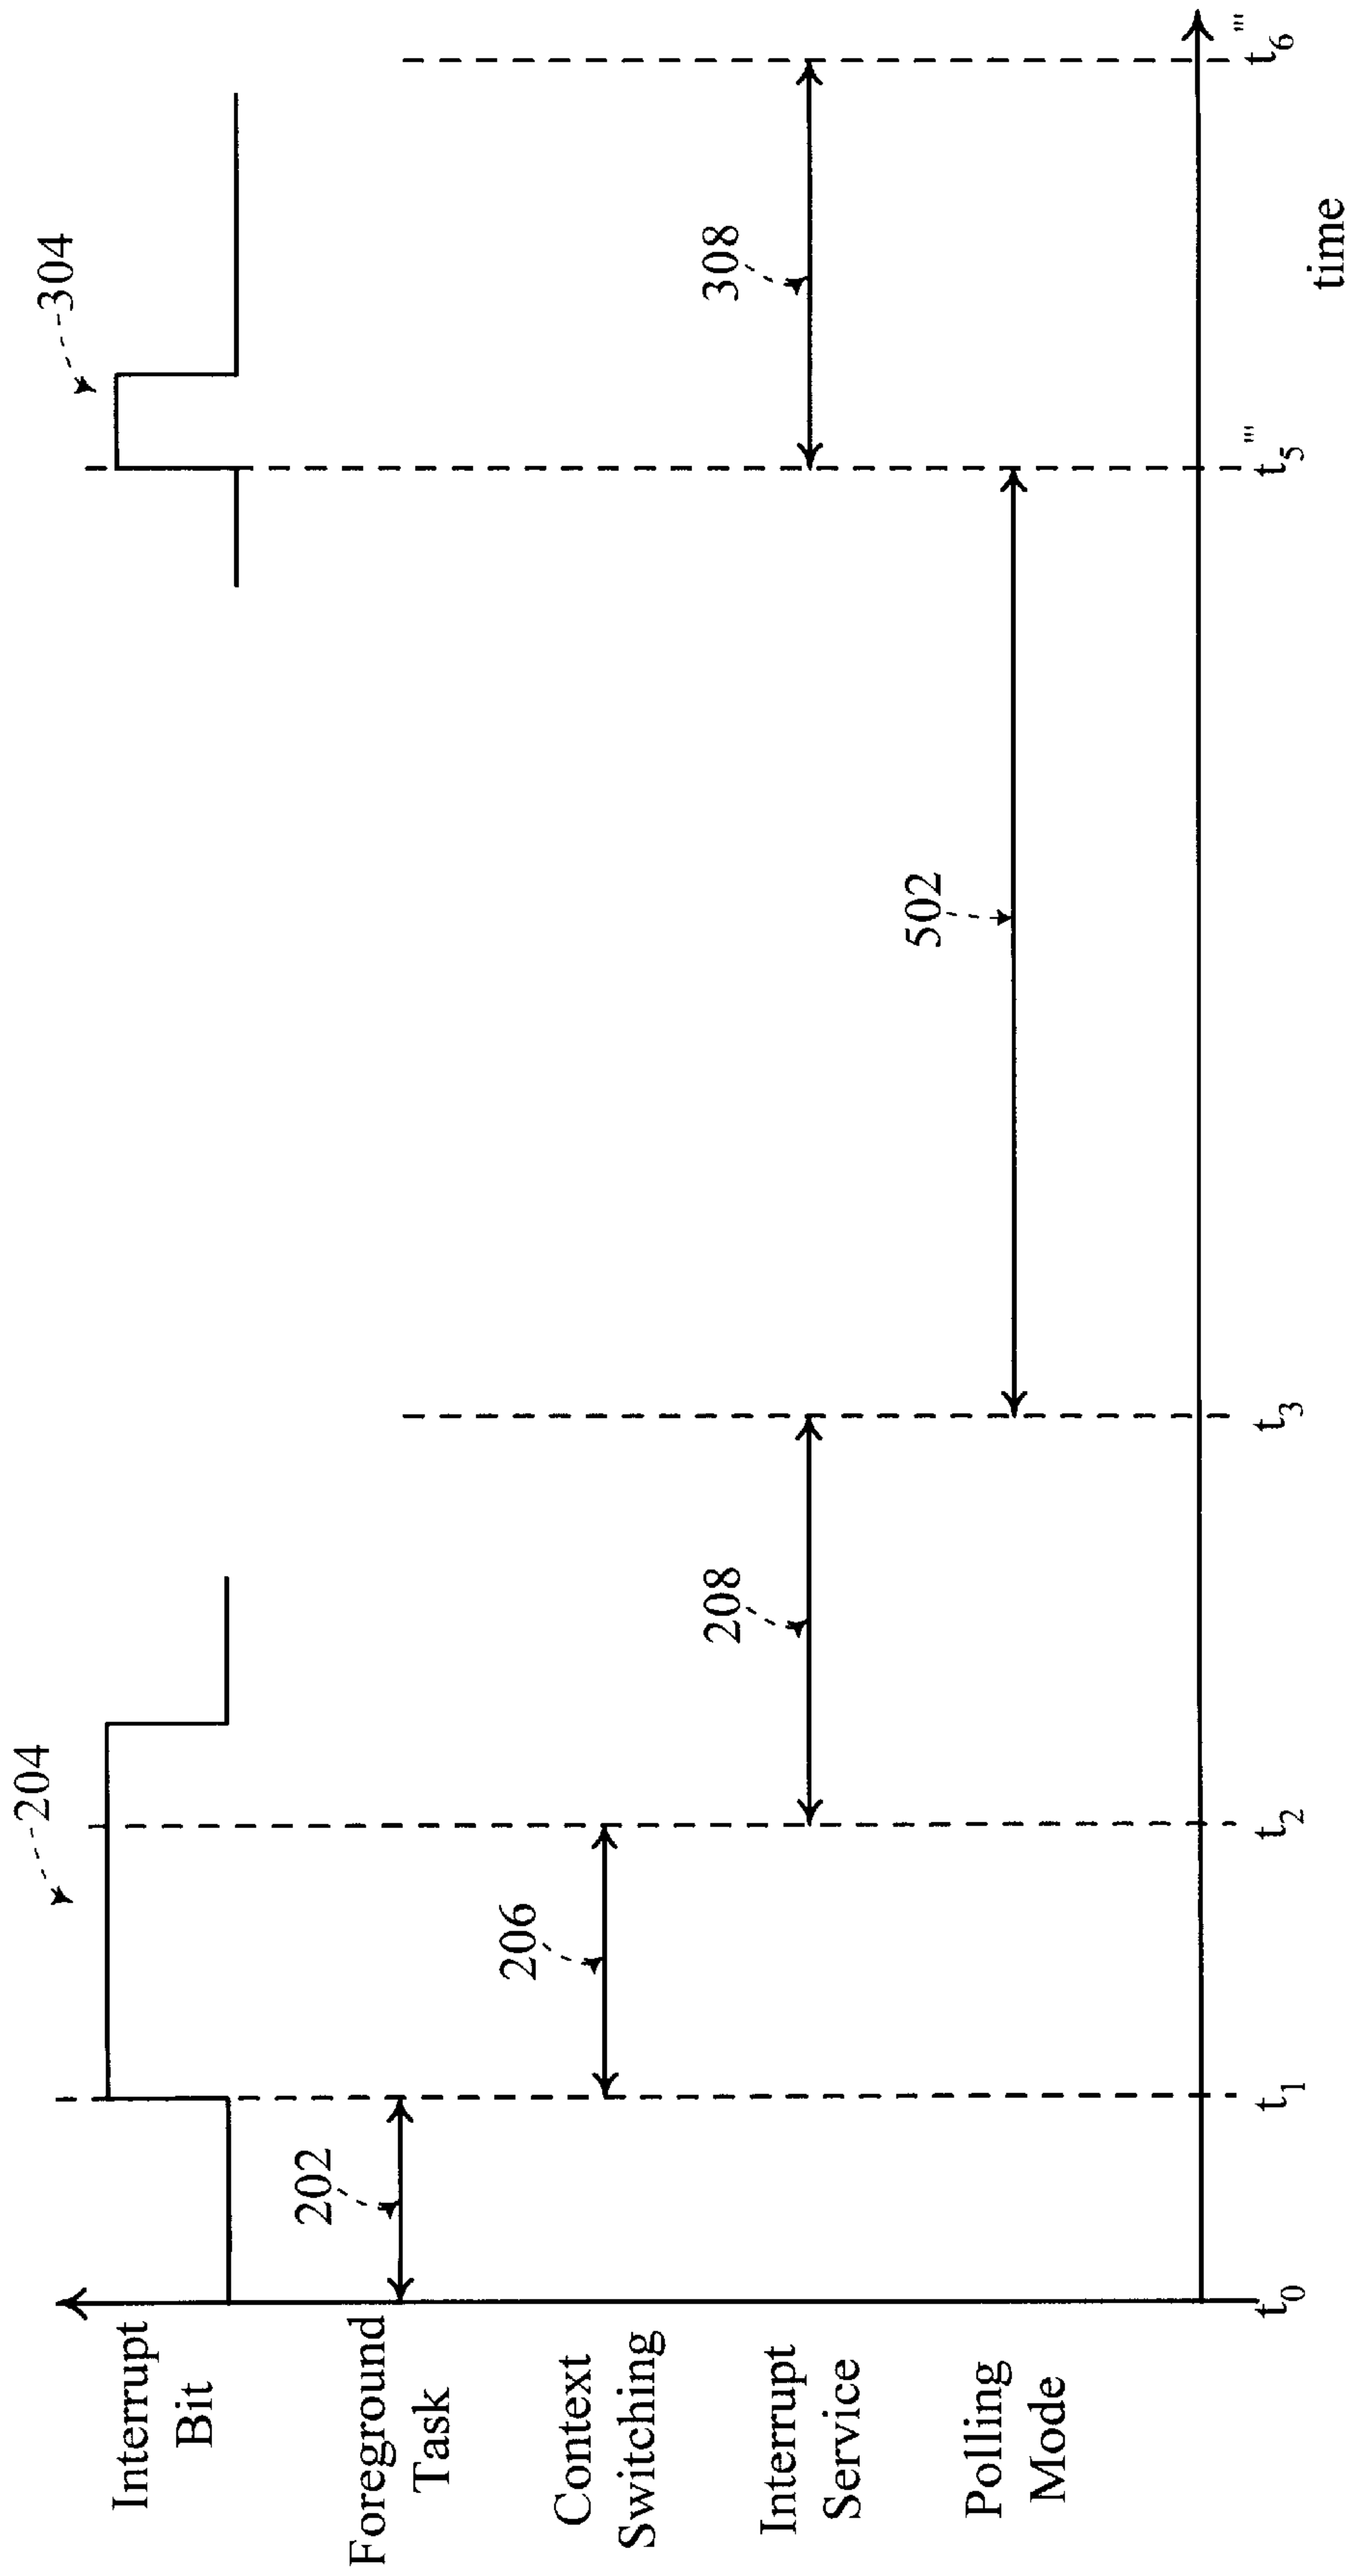 204
304
Interrupt
Bit
202
Foreground
Task
206
Context
Switching
208
308
Interrupt
Service
502
Pollling
Mode
t0 t1 t2 t3 t5''' t6'''
time